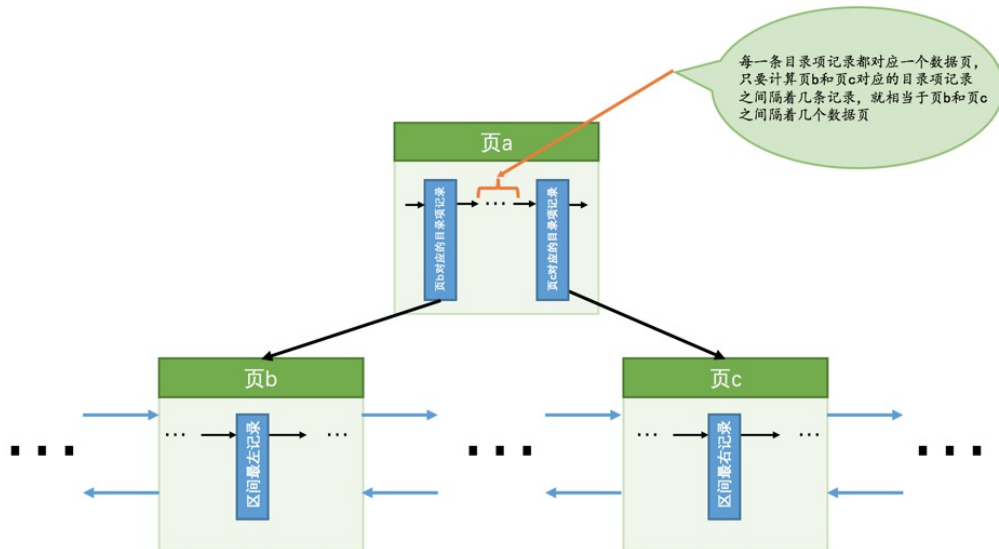 每一条目录项记录都对应一个数据页，
只要计算页b和页c对应的目录项记录
之间隔着几条记录，就相当于页b和页c
之间隔着几个数据页
页a
页b对应的目录项记录
...
页c对应的目录项记录
页b
页c
...
区间最左记录
...
...
区间最右记录
...
...
...
...